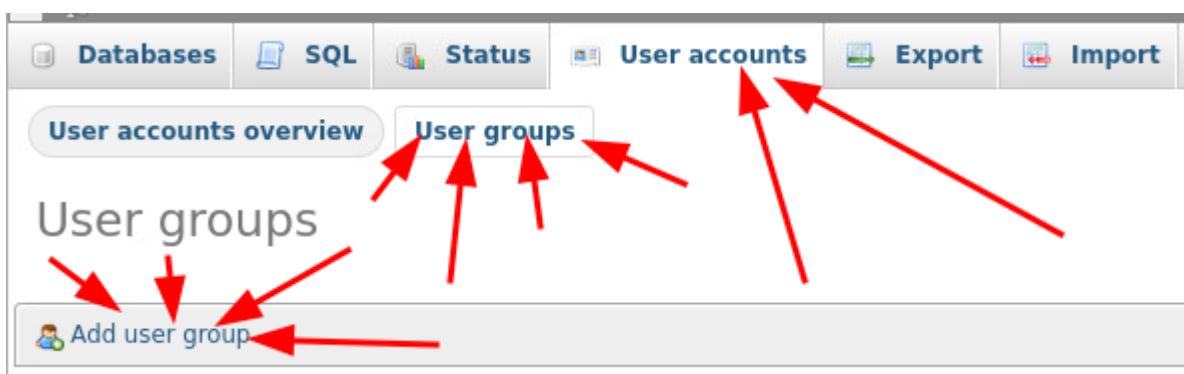 Databases SQL Status User accounts Export Import
User accounts overview User groups
User groups
Add user group